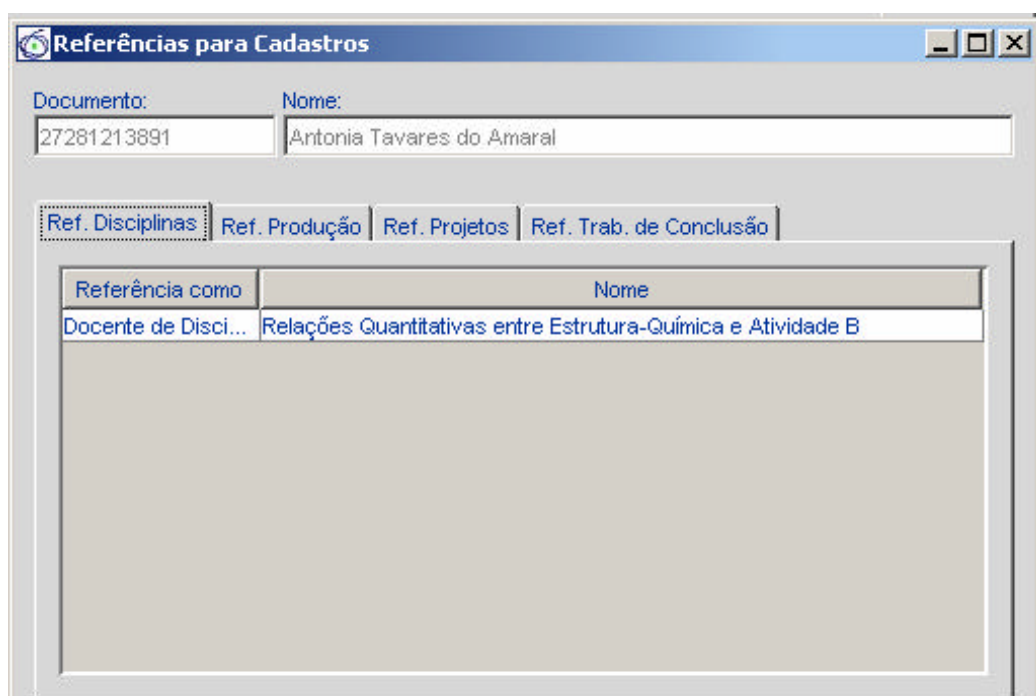 Referências para Cadastros
Documento: Nome:
27281213891 Antonia Tavares do Amaral
Ref. Disciplinas Ref. Produção Ref. Projetos Ref. Trab. de Conclusão
Referência como Nome
Docente de Disci... Relações Quantitativas entre Estrutura-Química e Atividade B